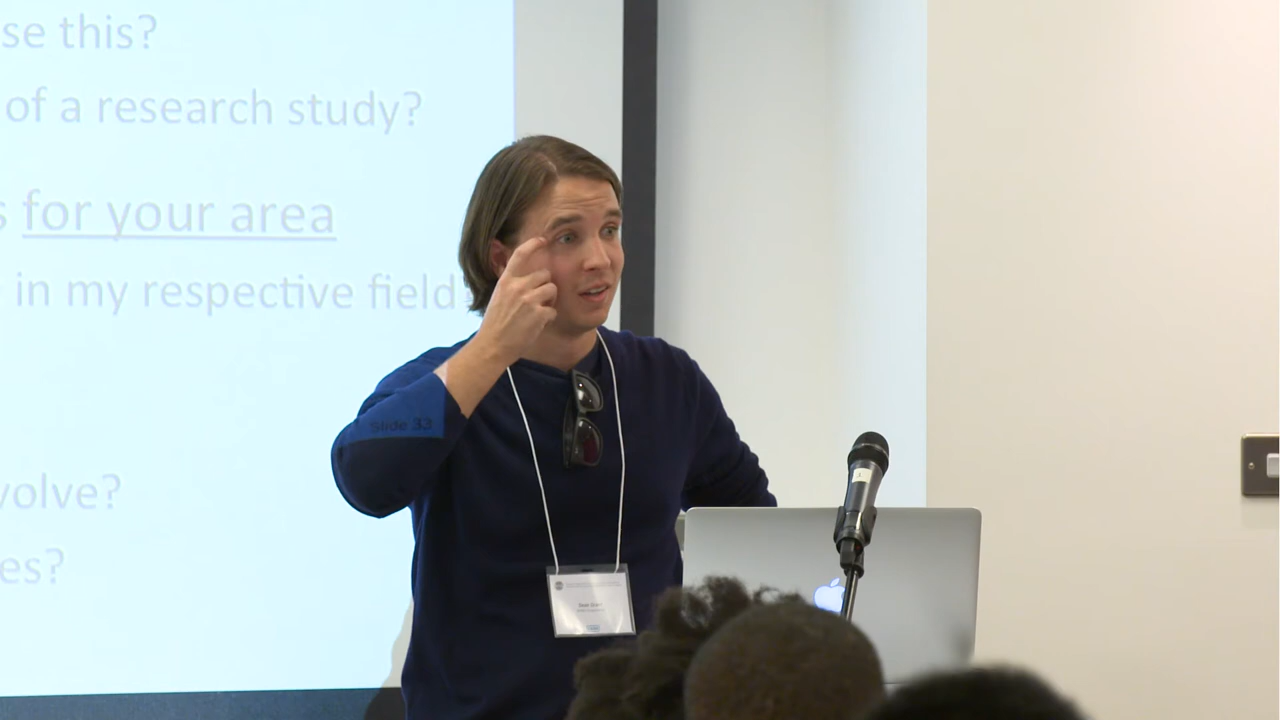 se this?
of a research study?
s for your area
in my respective field?
volve?
es?
Slide 33